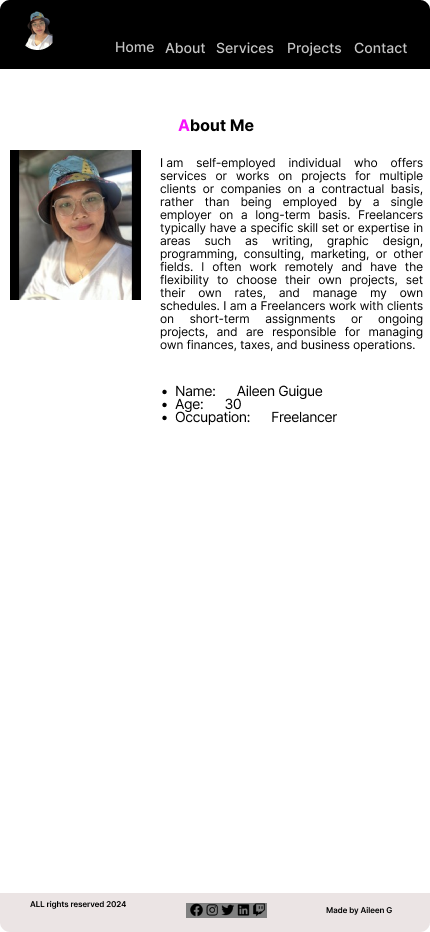 Home About Services Projects Contact
About Me
I am self-employed individual who offers
services or works on projects for multiple
clients or companies on a contractual basis,
rather than being employed by a single
employer on a long-term basis. Freelancers
typically have a specific skill set or expertise in
areas such as writing, graphic design,
programming, consulting, marketing, or other
fields. I often work remotely and have the
flexibility to choose their own projects, set
their own rates, and manage my own
schedules. I am a Freelancers work with clients
on short-term assignments or ongoing
projects, and are responsible for managing
own finances, taxes, and business operations.
• Name: Aileen Guigue
• Age: 30
• Occupation: Freelancer
ALL rights reserved 2024
Made by Aileen G